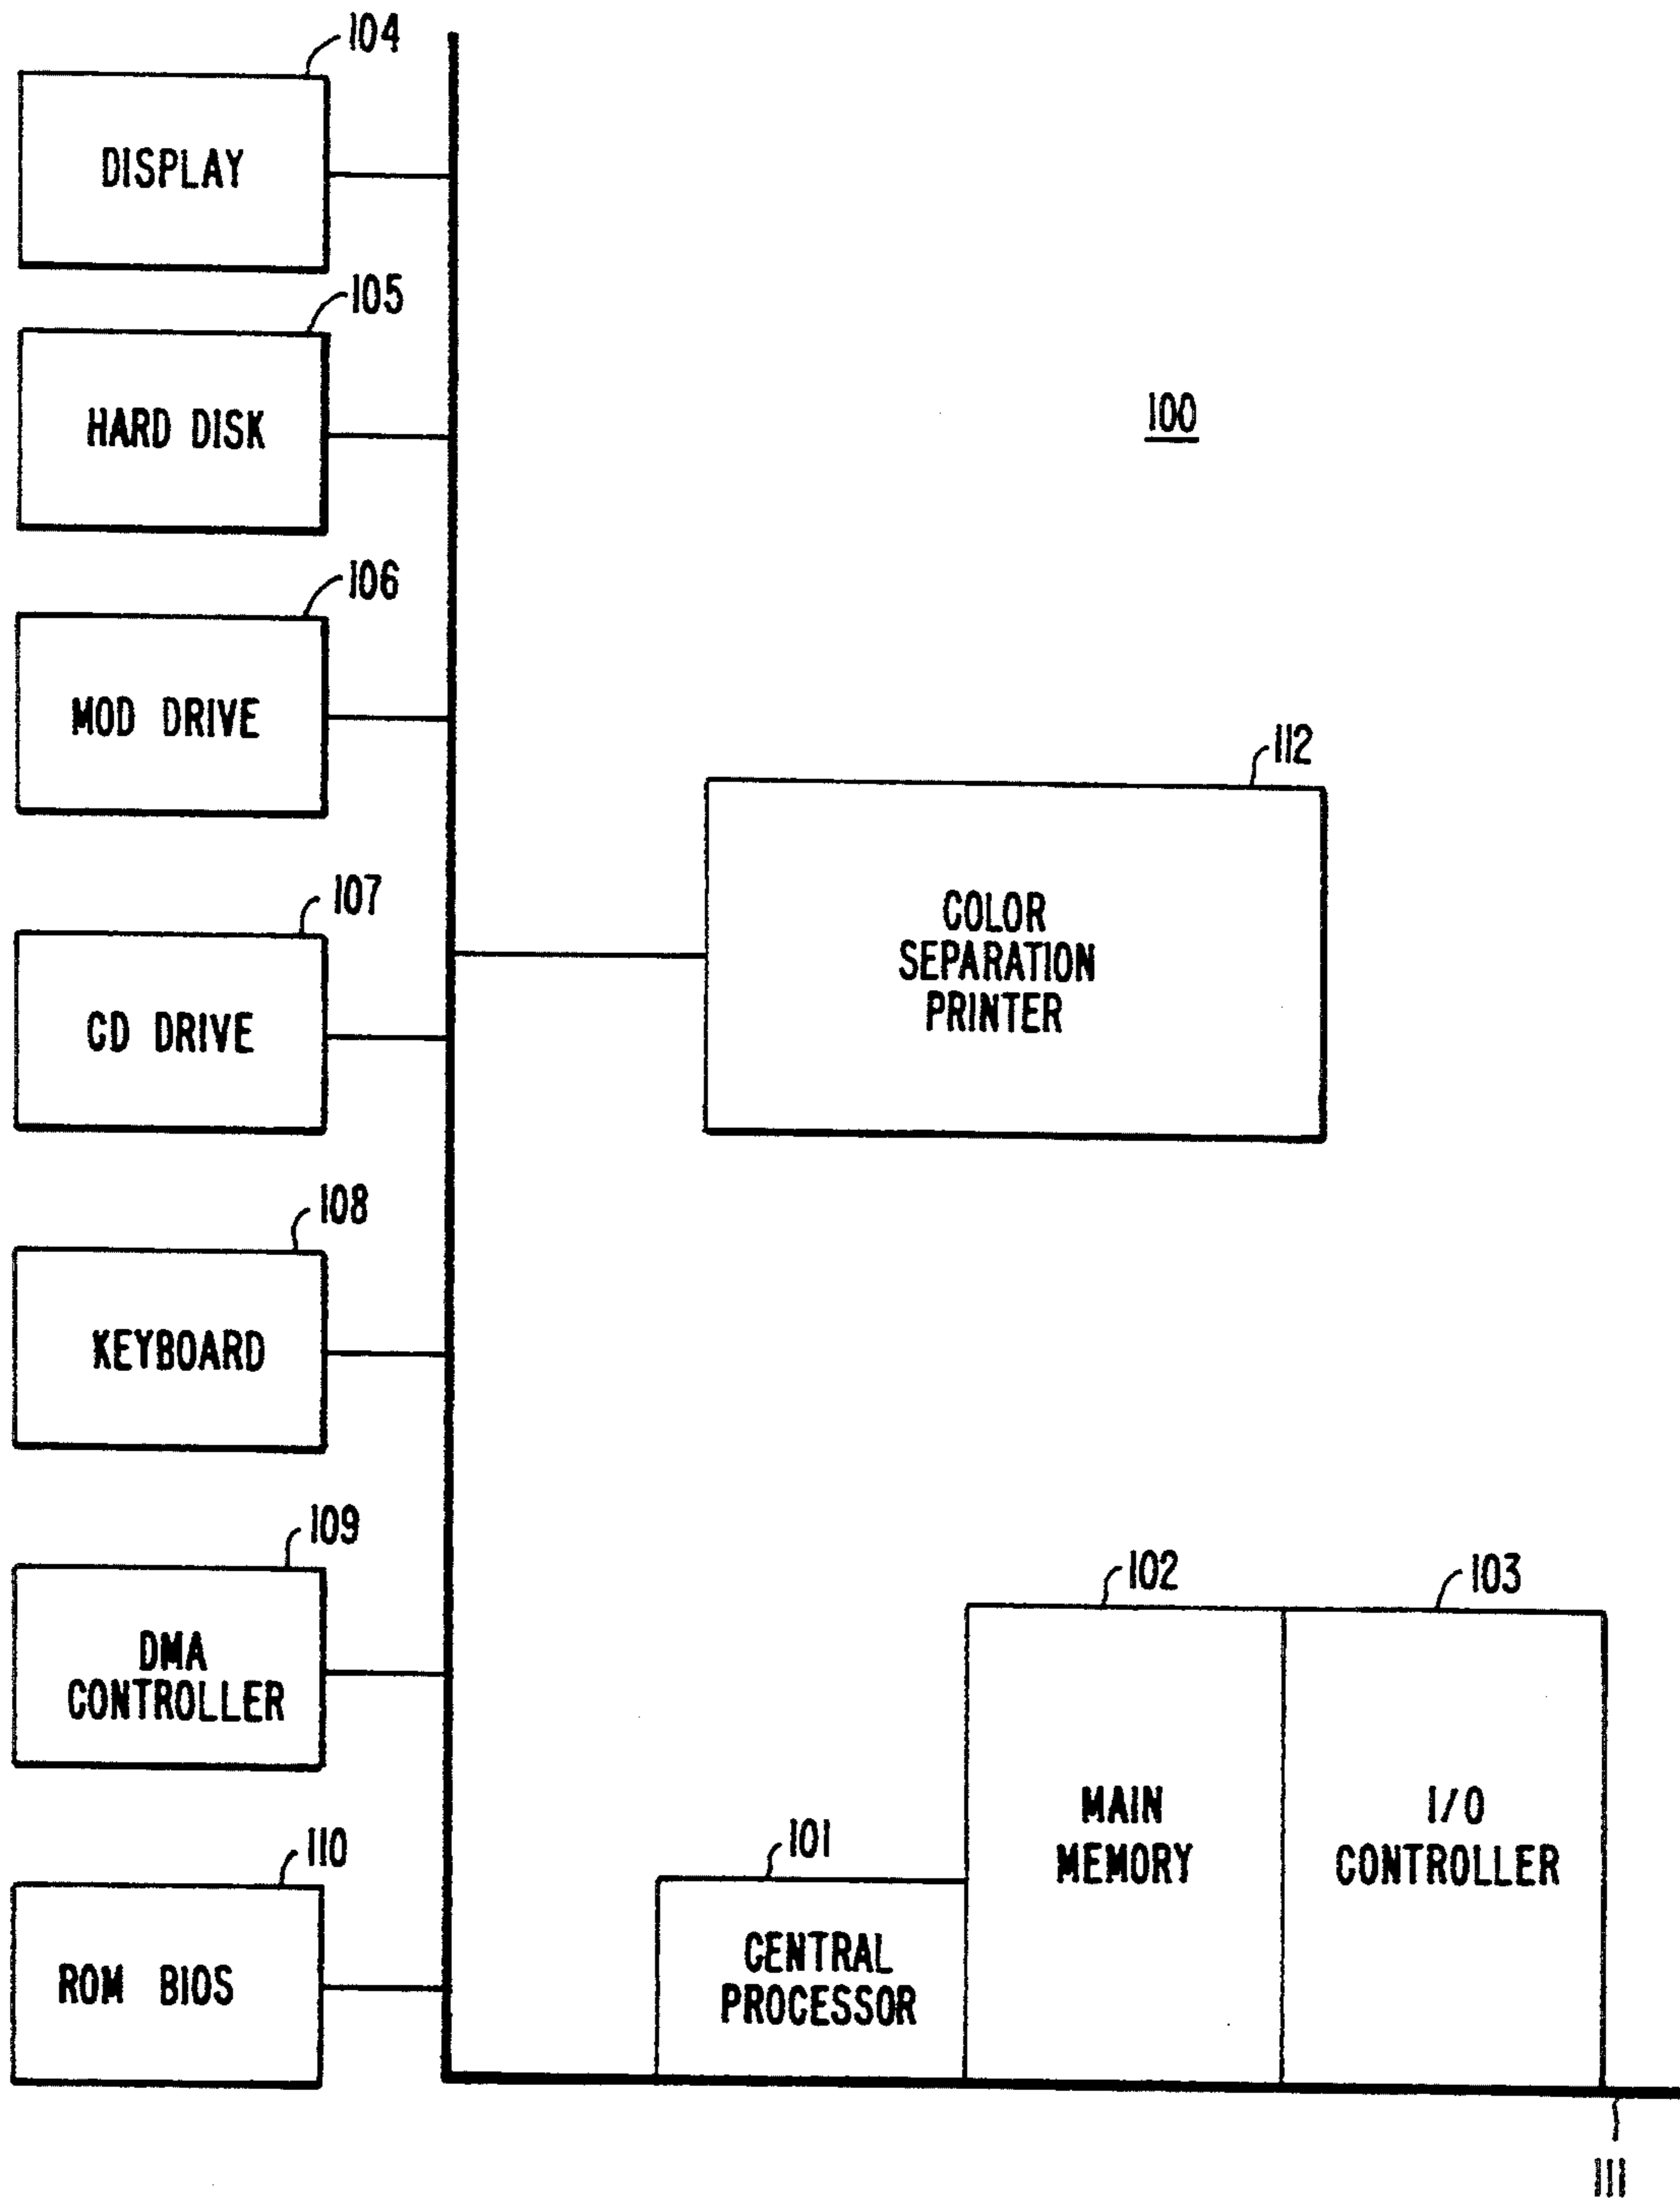 104
DISPLAY
105
HARD DISK
100
106
MOD DRIVE
112
COLOR
SEPARATION
PRINTER
107
CD DRIVE
108
KEYBOARD
109
DMA
CONTROLLER
102
103
MAIN
MEMORY
I/O
CONTROLLER
101
CENTRAL
PROCESSOR
110
ROM BIOS
111